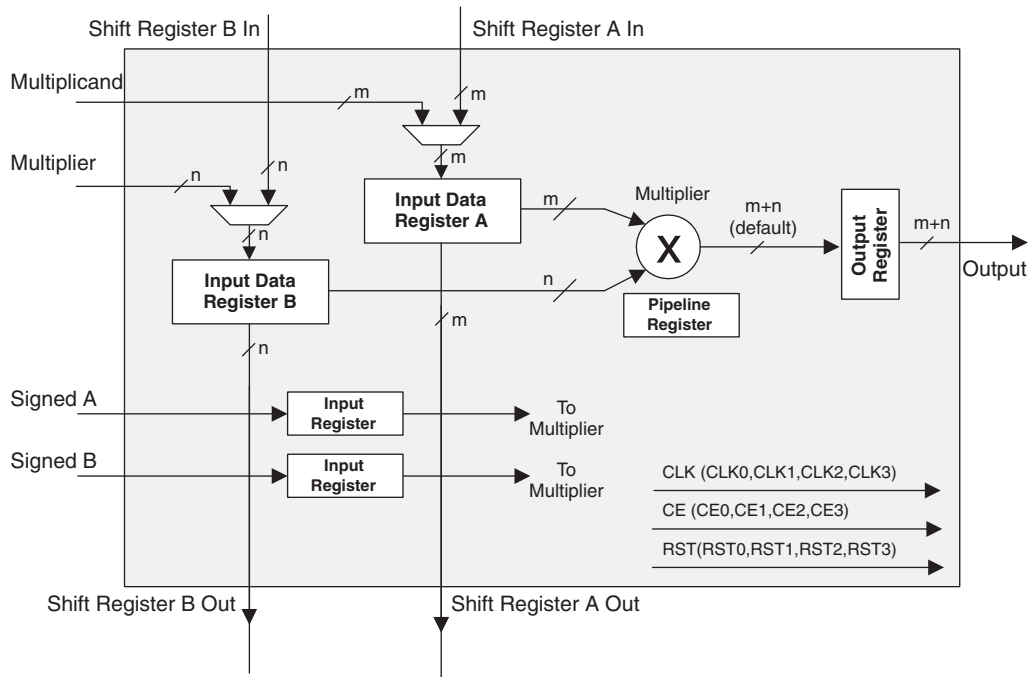 Shift Register B In
Shift Register A In
Multiplicand
m
m
Multiplier
n
n
m
Input Data
Register A
m
Multiplier
X
m+n
(default)
Output
Register
m+n
Output
n
Input Data
Register B
n
Pipeline
Register
m
n
Signed A
Input
Register
To
Multiplier
Signed B
Input
Register
To
Multiplier
CLK (CLK0,CLK1,CLK2,CLK3)
CE (CE0,CE1,CE2,CE3)
RST(RST0,RST1,RST2,RST3)
Shift Register B Out
Shift Register A Out